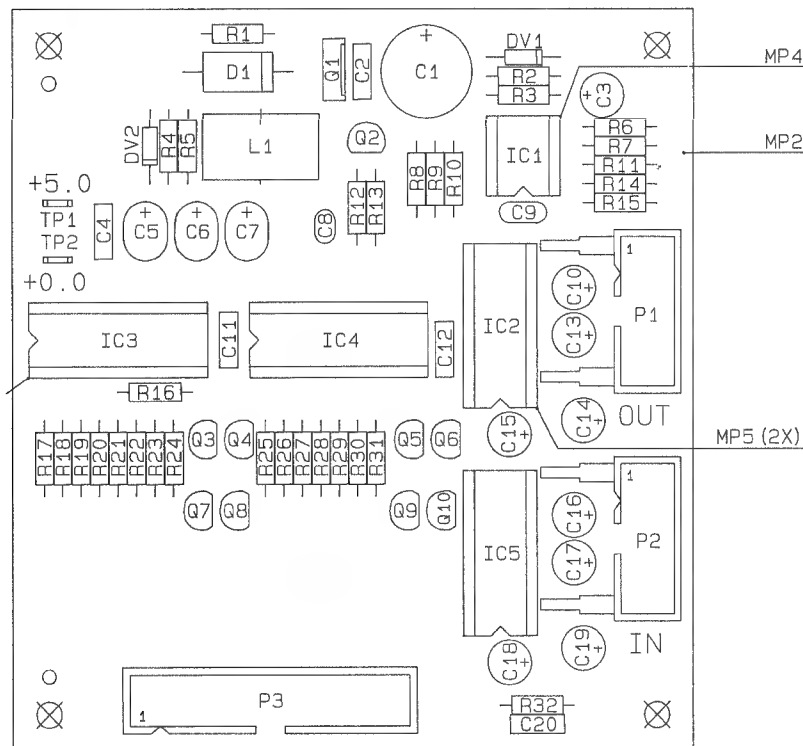 R1
D1
Q1
C2
C1
DV1
R2
R3
MP4
C3
DV2
R4
R5
L1
Q2
IC1
R6
R7
R11
R14
R15
MP2
R8
R9
R10
R12
R13
C9
+5.0
TP1
TP2
+0.0
C4
C5
C6
C7
C8
IC3
C11
IC4
C12
IC2
C10
C13
1
P1
R16
C14
OUT
C15
MP5 (2X)
R17
R18
R19
R20
R21
R22
R23
R24
Q3
Q4
R25
R26
R27
R28
R29
R30
R31
Q5
Q6
Q7
Q8
Q9
Q10
IC5
C16
C17
1
P2
C18
C19
IN
P3
1
R32
C20